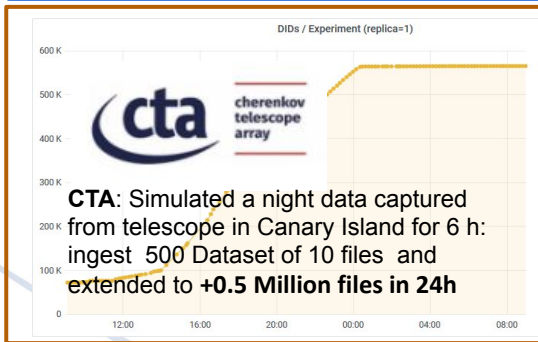 DIDs / Experiment (replica=1)
600 K
500 K
400 K
300 K
200 K
100 K
0
cta
cherenkov
telescope
array
CTA: Simulated a night data captured
from telescope in Canary Island for 6 h:
ingest 500 Dataset of 10 files and
extended to +0.5 Million files in 24h
12:00 16:00 20:00 00:00 04:00 08:00